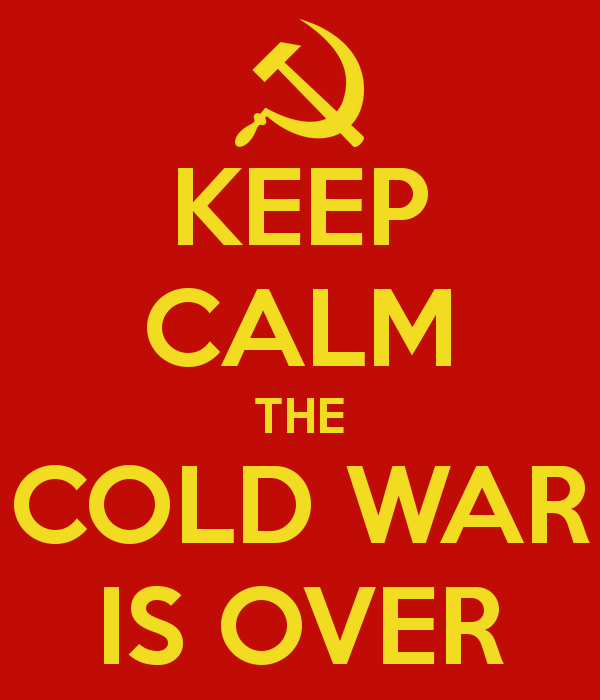 KEEP
CALM
THE
COLD WAR
IS OVER